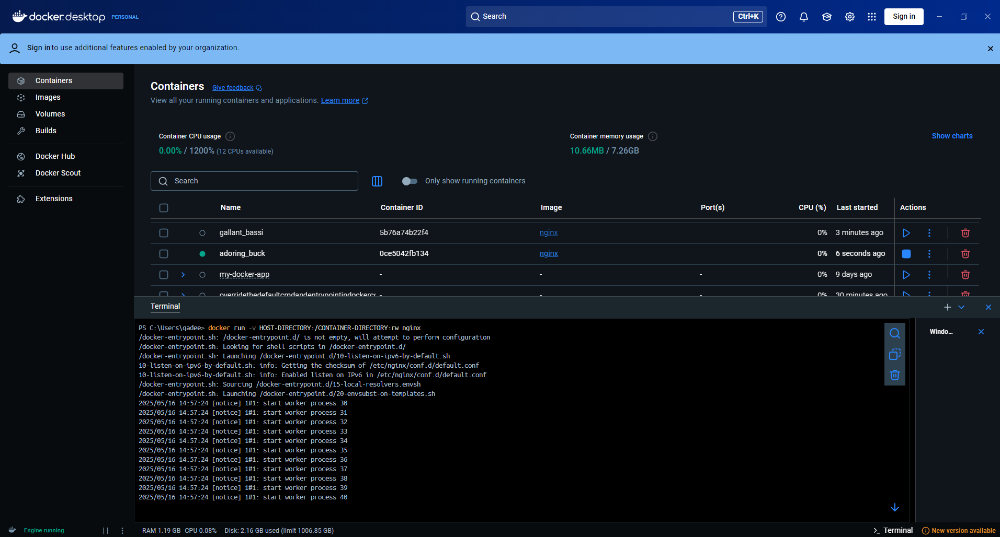 docker.desktop PERSONAL
Search Ctrl+K
Sign in
Sign in to use additional features enabled by your organization.
Containers
Images
Volumes
Builds
Docker Hub
Docker Scout
Extensions
Containers Give feedback
View all your running containers and applications. Learn more
Container CPU usage
0.00% / 1200% (12 CPUs available)
Container memory usage
10.66MB / 7.26GB
Show charts
Search
Only show running containers
Name Container ID Image Port(s) CPU (%) Last started Actions
gallant_bassi 5b76a74b22f4 nginx 0% 3 minutes ago
adoring_buck 0ce5042fb134 nginx 0% 6 seconds ago
my-docker-app - - - 0% 9 days ago
overridethedefaultcmdandentrypointindockercc - - - 0% 30 minutes ago
Terminal
PS C:\Users\qadee> docker run -v HOST-DIRECTORY:/CONTAINER-DIRECTORY:rw nginx
/docker-entrypoint.sh: /docker-entrypoint.d/ is not empty, will attempt to perform configuration
/docker-entrypoint.sh: Looking for shell scripts in /docker-entrypoint.d/
/docker-entrypoint.sh: Launching /docker-entrypoint.d/10-listen-on-ipv6-by-default.sh
10-listen-on-ipv6-by-default.sh: info: Getting the checksum of /etc/nginx/conf.d/default.conf
10-listen-on-ipv6-by-default.sh: info: Enabled listen on IPv6 in /etc/nginx/conf.d/default.conf
/docker-entrypoint.sh: Sourcing /docker-entrypoint.d/15-local-resolvers.envsh
/docker-entrypoint.sh: Launching /docker-entrypoint.d/20-envsubst-on-templates.sh
2025/05/16 14:57:24 [notice] 1#1: start worker process 30
2025/05/16 14:57:24 [notice] 1#1: start worker process 31
2025/05/16 14:57:24 [notice] 1#1: start worker process 32
2025/05/16 14:57:24 [notice] 1#1: start worker process 33
2025/05/16 14:57:24 [notice] 1#1: start worker process 34
2025/05/16 14:57:24 [notice] 1#1: start worker process 35
2025/05/16 14:57:24 [notice] 1#1: start worker process 36
2025/05/16 14:57:24 [notice] 1#1: start worker process 37
2025/05/16 14:57:24 [notice] 1#1: start worker process 38
2025/05/16 14:57:24 [notice] 1#1: start worker process 39
2025/05/16 14:57:24 [notice] 1#1: start worker process 40
Windo...
Engine running
RAM 1.19 GB CPU 0.08% Disk: 2.16 GB used (limit 1006.85 GB)
Terminal
New version available